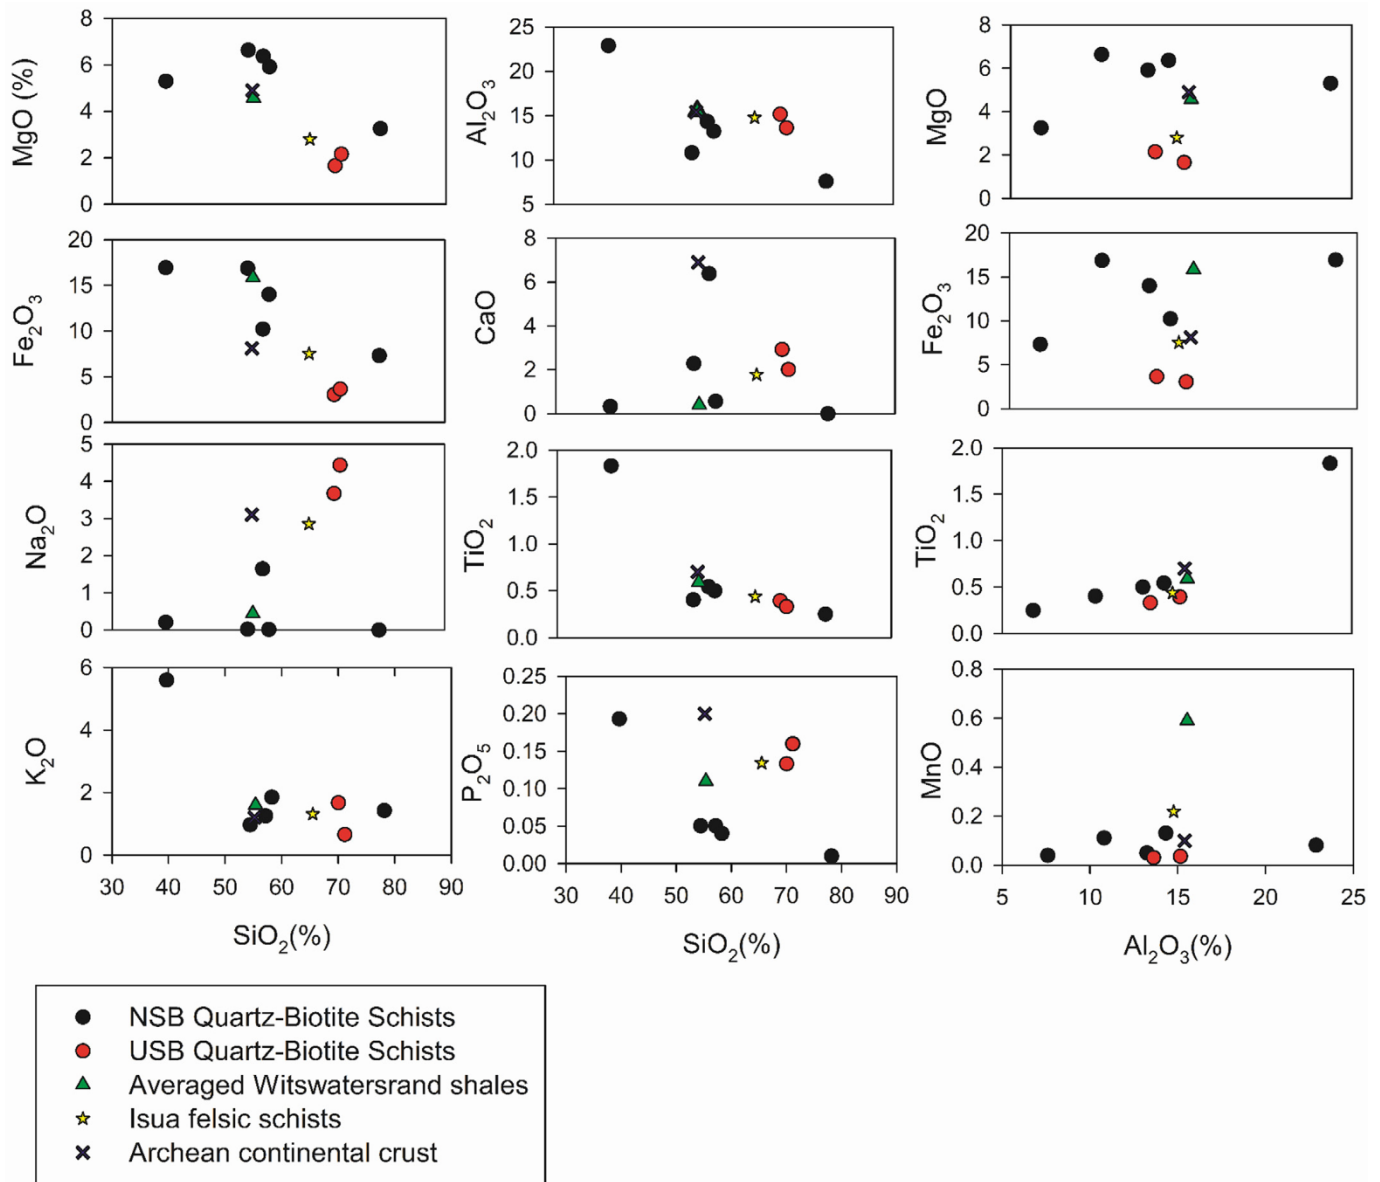 MgO (%)
8
6
4
2
0
Al₂O₃
25
20
15
10
5
MgO
8
6
4
2
0
Fe₂O₃
20
15
10
5
0
CaO
8
6
4
2
0
Fe₂O₃
20
15
10
5
0
Na₂O
5
4
3
2
1
0
TiO₂
2.0
1.5
1.0
0.5
0.0
TiO₂
2.0
1.5
1.0
0.5
0.0
K₂O
6
4
2
0
30 40 50 60 70 80 90
SiO₂(%)
P₂O₅
0.25
0.20
0.15
0.10
0.05
0.00
30 40 50 60 70 80 90
SiO₂(%)
MnO
0.8
0.6
0.4
0.2
0.0
5 10 15 20 25
Al₂O₃(%)
NSB Quartz-Biotite Schists
USB Quartz-Biotite Schists
Averaged Witswatersrand shales
Isua felsic schists
Archean continental crust